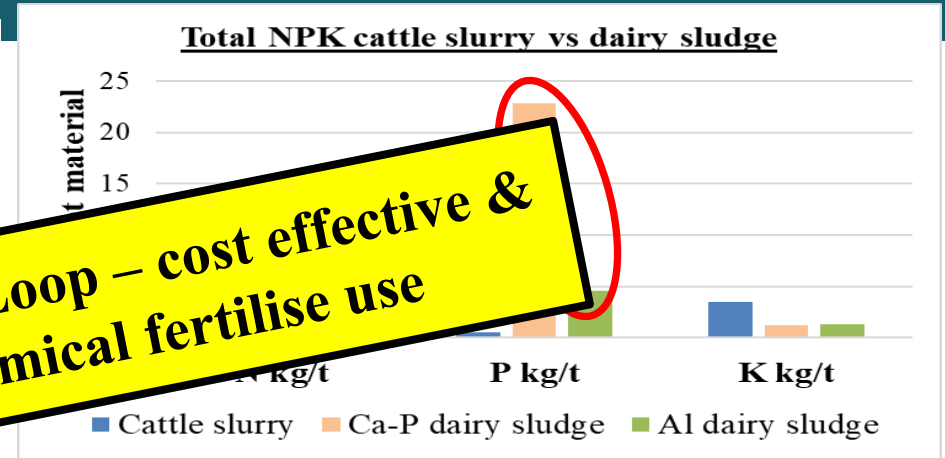 Total NPK cattle slurry vs dairy sludge
25
20
15
t material
Loop – cost effective &
mical fertilise use
N kg/t
P kg/t
K kg/t
Cattle slurry
Ca-P dairy sludge
Al dairy sludge